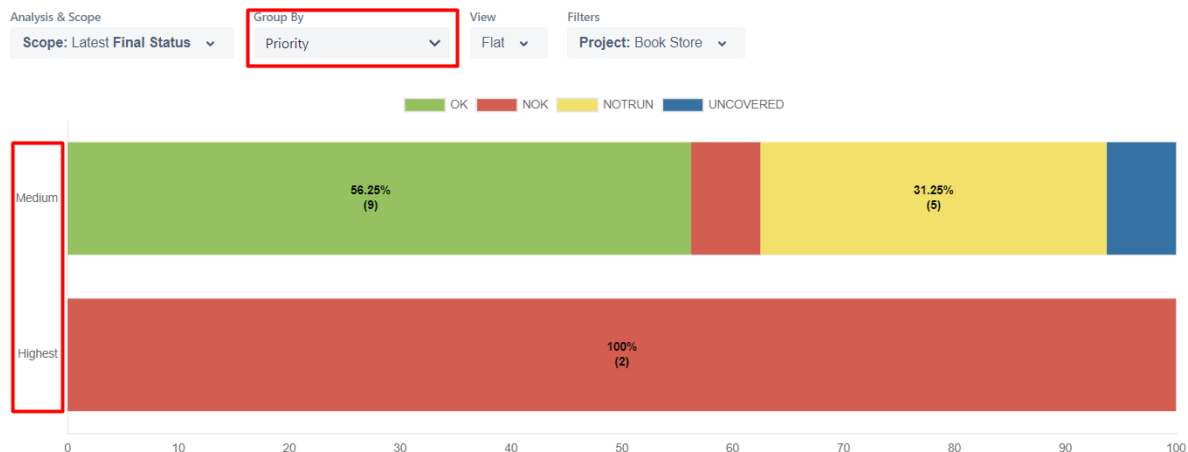 Analysis & Scope Group By View Filters
Scope: Latest Final Status Priority Flat Project: Book Store
OK NOK NOTRUN UNCOVERED
Medium
56.25%
(9)
31.25%
(5)
Highest
100%
(2)
0 10 20 30 40 50 60 70 80 90 100